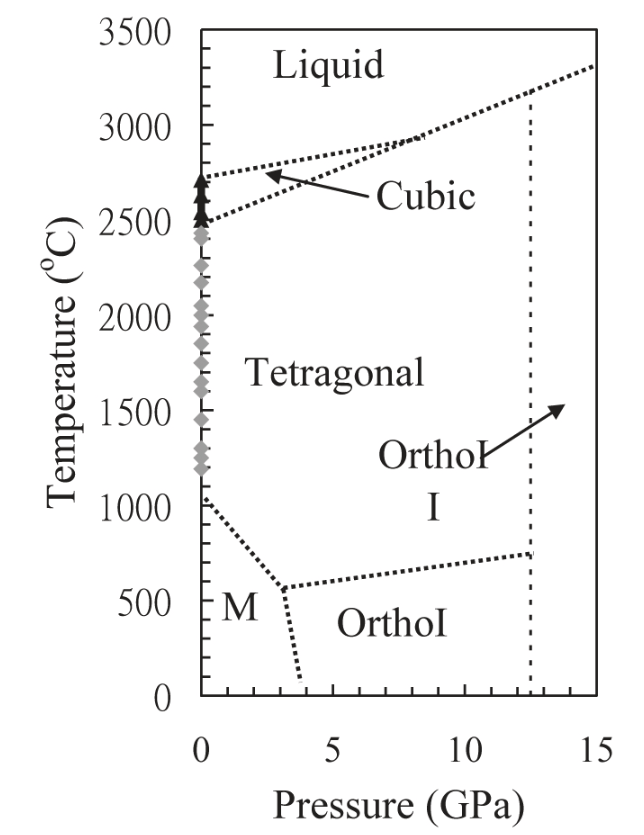 3500
3000
2500
2000
1500
1000
500
0
Temperature (°C)
Liquid
Cubic
Tetragonal
OrthoI
I
M
OrthoI
0 5 10 15
Pressure (GPa)